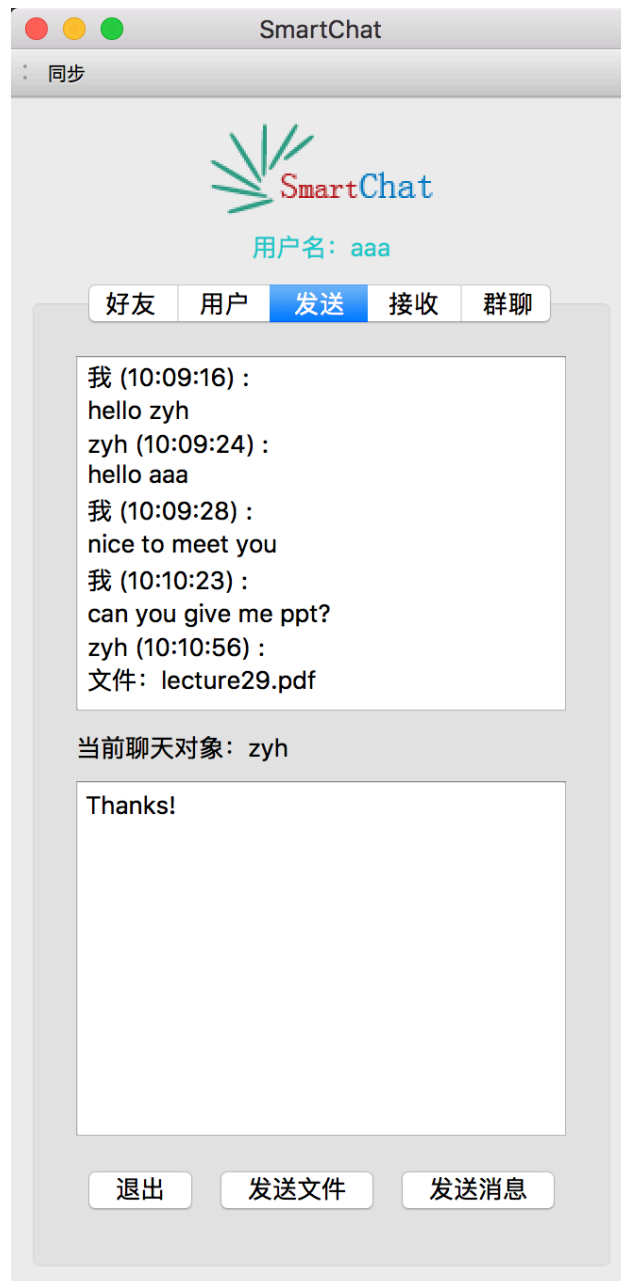 SmartChat
同步
SmartChat
用户名：aaa
好友 用户 发送 接收 群聊
我 (10:09:16) :
hello zyh
zyh (10:09:24) :
hello aaa
我 (10:09:28) :
nice to meet you
我 (10:10:23) :
can you give me ppt?
zyh (10:10:56) :
文件：lecture29.pdf
当前聊天对象：zyh
Thanks!
退出 发送文件 发送消息